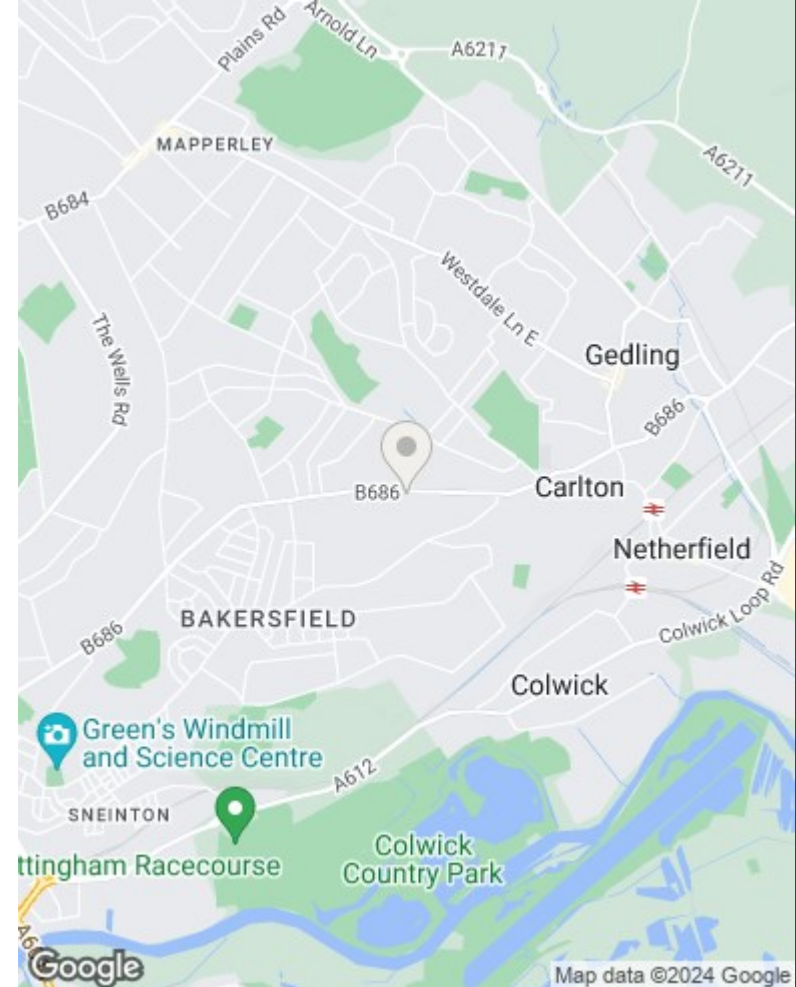 Plains Rd
Arnold Ln
A6211
MAPPERLEY
A6211
B684
Westdale Ln E
The Wells Rd
Gedling
B686
B686
Carlton
Netherfield
BAKERSFIELD
B686
Colwick Loop Rd
Colwick
Green's Windmill
and Science Centre
A612
SNEINTON
ttingham Racecourse
Colwick
Country Park
Google
Map data ©2024 Google